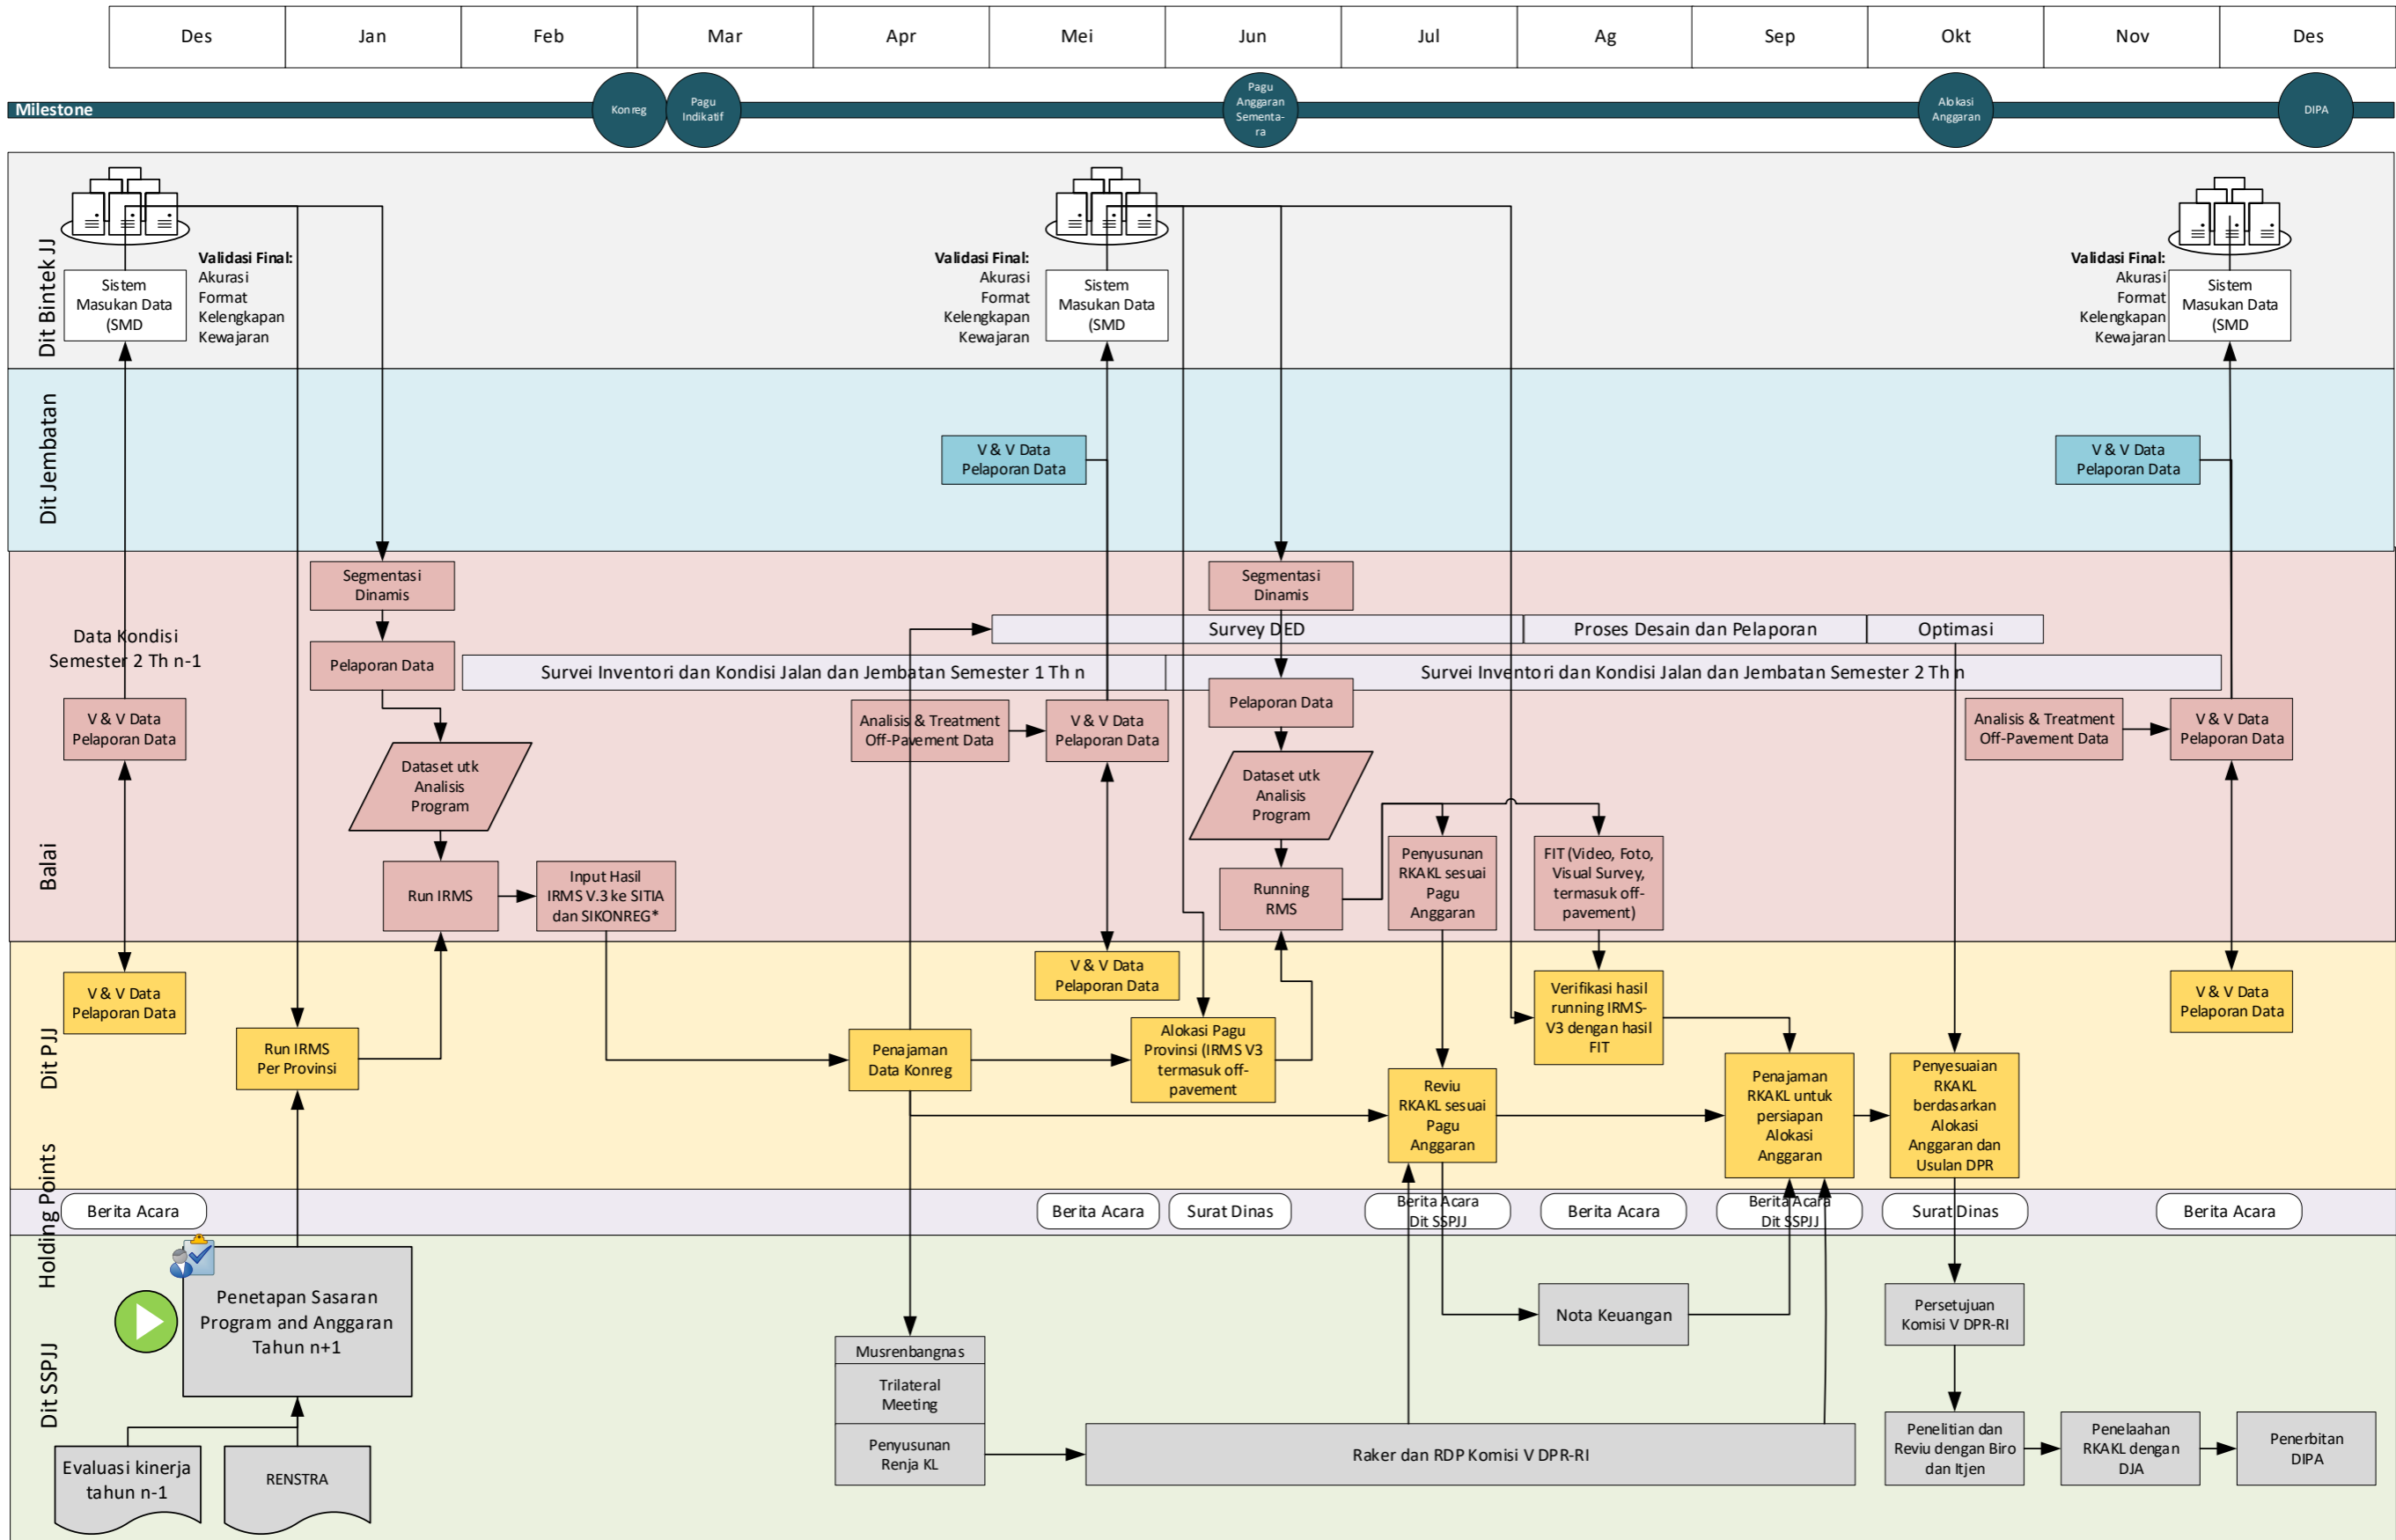 Des
Jan
Feb
Mar
Apr
Mei
Jun
Jul
Ag
Sep
Okt
Nov
Des
Milestone
Konreg
Pagu
Indikatif
Pagu
Anggaran
Sementa-
ra
Alokasi
Anggaran
DIPA
Dit Bintek JJ
Sistem
Masukan Data
(SMD
Validasi Final:
Akurasi
Format
Kelengkapan
Kewajaran
Validasi Final:
Akurasi
Format
Kelengkapan
Kewajaran
Sistem
Masukan Data
(SMD
Validasi Final:
Akurasi
Format
Kelengkapan
Kewajaran
Sistem
Masukan Data
(SMD
Dit Jembatan
V & V Data
Pelaporan Data
V & V Data
Pelaporan Data
Balai
Data Kondisi
Semester 2 Th n-1
V & V Data
Pelaporan Data
Segmentasi
Dinamis
Pelaporan Data
Dataset utk
Analisis
Program
Run IRMS
Input Hasil
IRMS V.3 ke SITIA
dan SIKONREG*
Survey DED
Proses Desain dan Pelaporan
Optimasi
Survei Inventori dan Kondisi Jalan dan Jembatan Semester 1 Th n
Survei Inventori dan Kondisi Jalan dan Jembatan Semester 2 Th n
Analisis & Treatment
Off-Pavement Data
V & V Data
Pelaporan Data
Segmentasi
Dinamis
Pelaporan Data
Dataset utk
Analisis
Program
Running
RMS
Penyusunan
RKAKL sesuai
Pagu
Anggaran
FIT (Video, Foto,
Visual Survey,
termasuk off-
pavement)
Analisis & Treatment
Off-Pavement Data
V & V Data
Pelaporan Data
Dit PJJ
V & V Data
Pelaporan Data
Run IRMS
Per Provinsi
Penajaman
Data Konreg
V & V Data
Pelaporan Data
Alokasi Pagu
Provinsi (IRMS V3
termasuk off-
pavement
Reviu
RKAKL sesuai
Pagu
Anggaran
Verifikasi hasil
running IRMS-
V3 dengan hasil
FIT
Penajaman
RKAKL untuk
persiapan
Alokasi
Anggaran
Penyesuaian
RKAKL
berdasarkan
Alokasi
Anggaran dan
Usulan DPR
V & V Data
Pelaporan Data
Holding Points
Berita Acara
Berita Acara
Surat Dinas
Berita Acara
Dit SSPJJ
Berita Acara
Berita Acara
Dit SSPJJ
Surat Dinas
Berita Acara
Dit SSPJJ
Penetapan Sasaran
Program and Anggaran
Tahun n+1
Evaluasi kinerja
tahun n-1
RENSTRA
Musrenbangnas
Trilateral
Meeting
Penyusunan
Renja KL
Raker dan RDP Komisi V DPR-RI
Nota Keuangan
Persetujuan
Komisi V DPR-RI
Penelitian dan
Reviu dengan Biro
dan Itjen
Penelaahan
RKAKL dengan
DJA
Penerbitan
DIPA